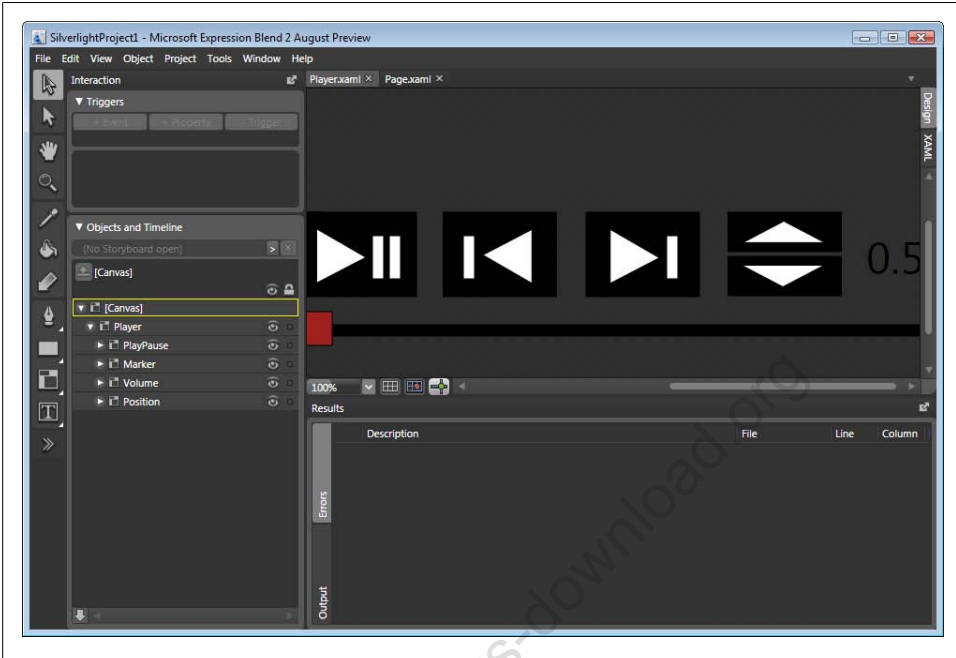 SilverlightProject1 - Microsoft Expression Blend 2 August Preview
File Edit View Object Project Tools Window Help
Interaction
Player.xaml × Page.xaml ×
▼ Triggers
+ Event + Property - Trigger
Design
XAML
▼ Objects and Timeline
(No Storyboard open) >
[Canvas]
[Canvas]
Player
PlayPause
Marker
Volume
Position
T
0.5
100%
Results
Description File Line Column
Errors
Output
s-download.org